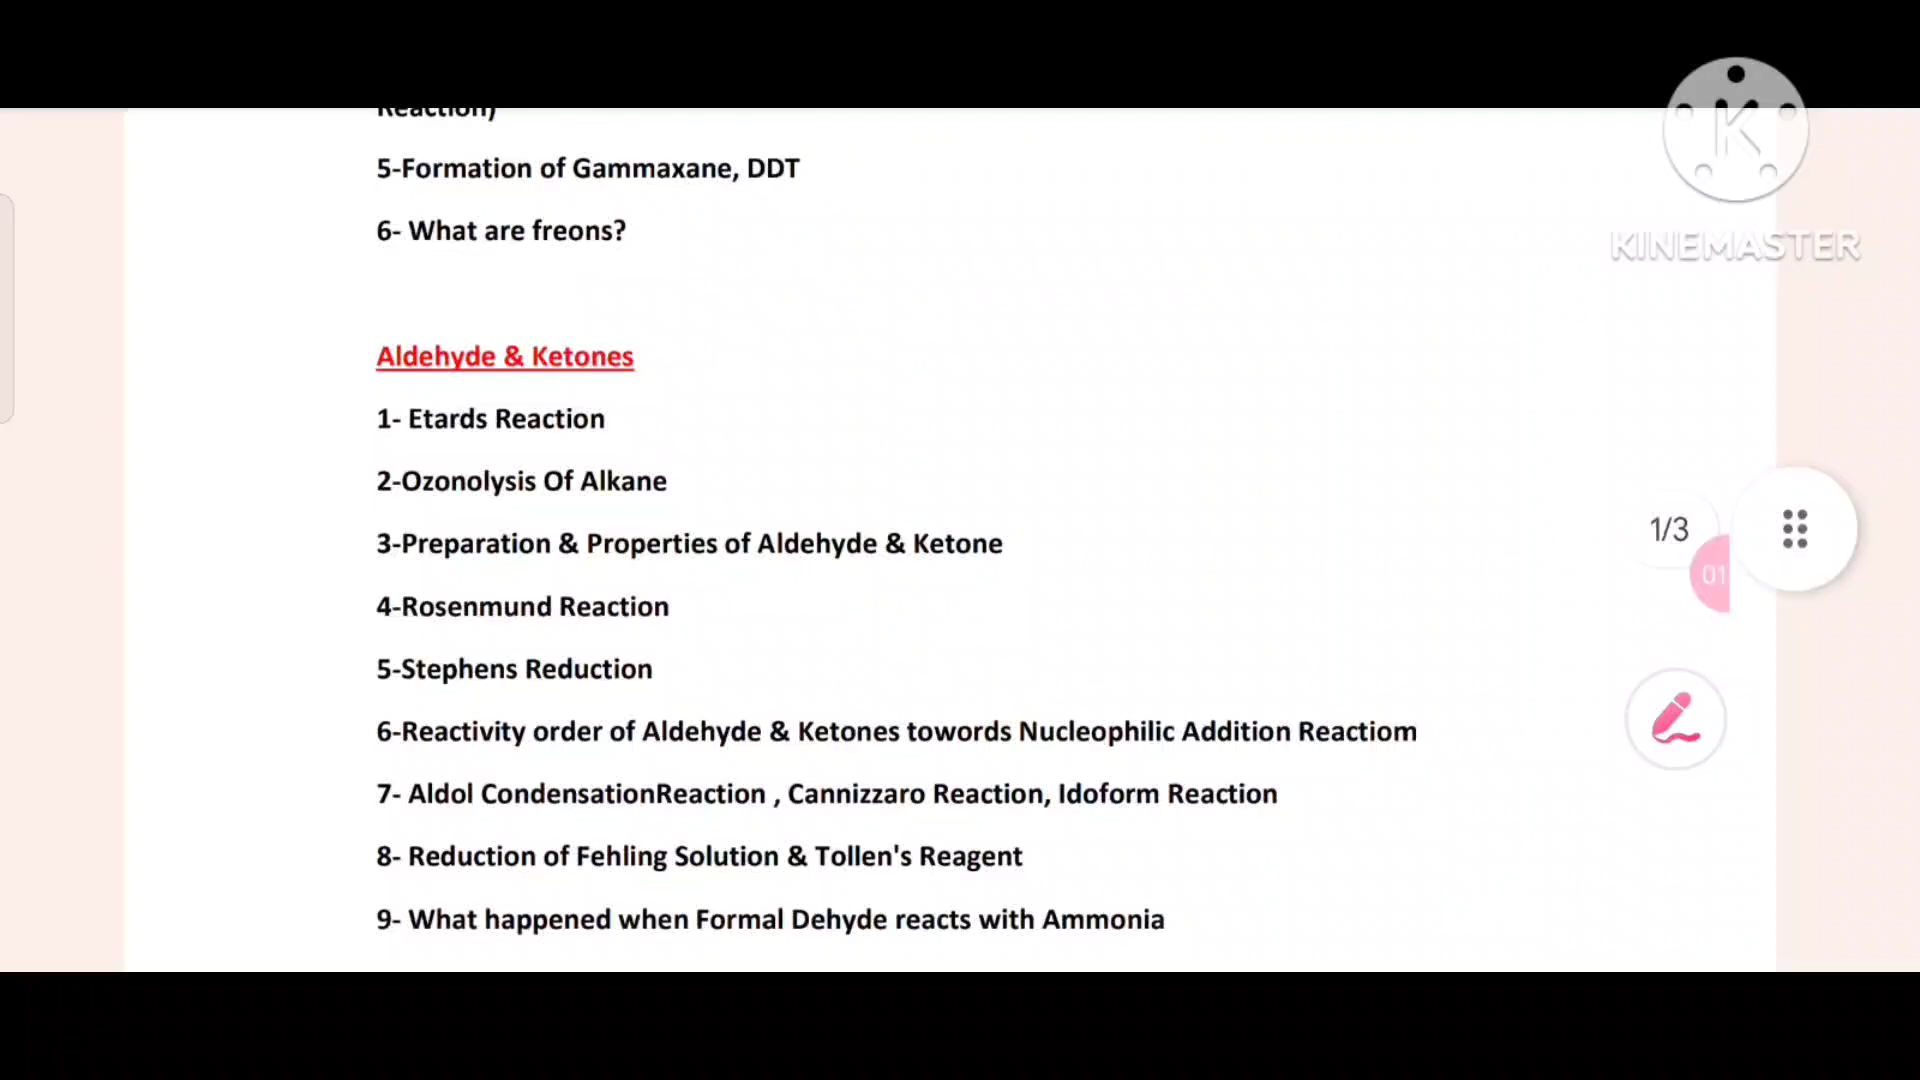 Reaction)
5-Formation of Gammaxane, DDT
6- What are freons?
Aldehyde & Ketones
1- Etards Reaction
2-Ozonolysis Of Alkane
3-Preparation & Properties of Aldehyde & Ketone
4-Rosenmund Reaction
5-Stephens Reduction
6-Reactivity order of Aldehyde & Ketones towords Nucleophilic Addition Reactiom
7- Aldol CondensationReaction , Cannizzaro Reaction, Idoform Reaction
8- Reduction of Fehling Solution & Tollen's Reagent
9- What happened when Formal Dehyde reacts with Ammonia
K
KINEMASTER
1/3
01